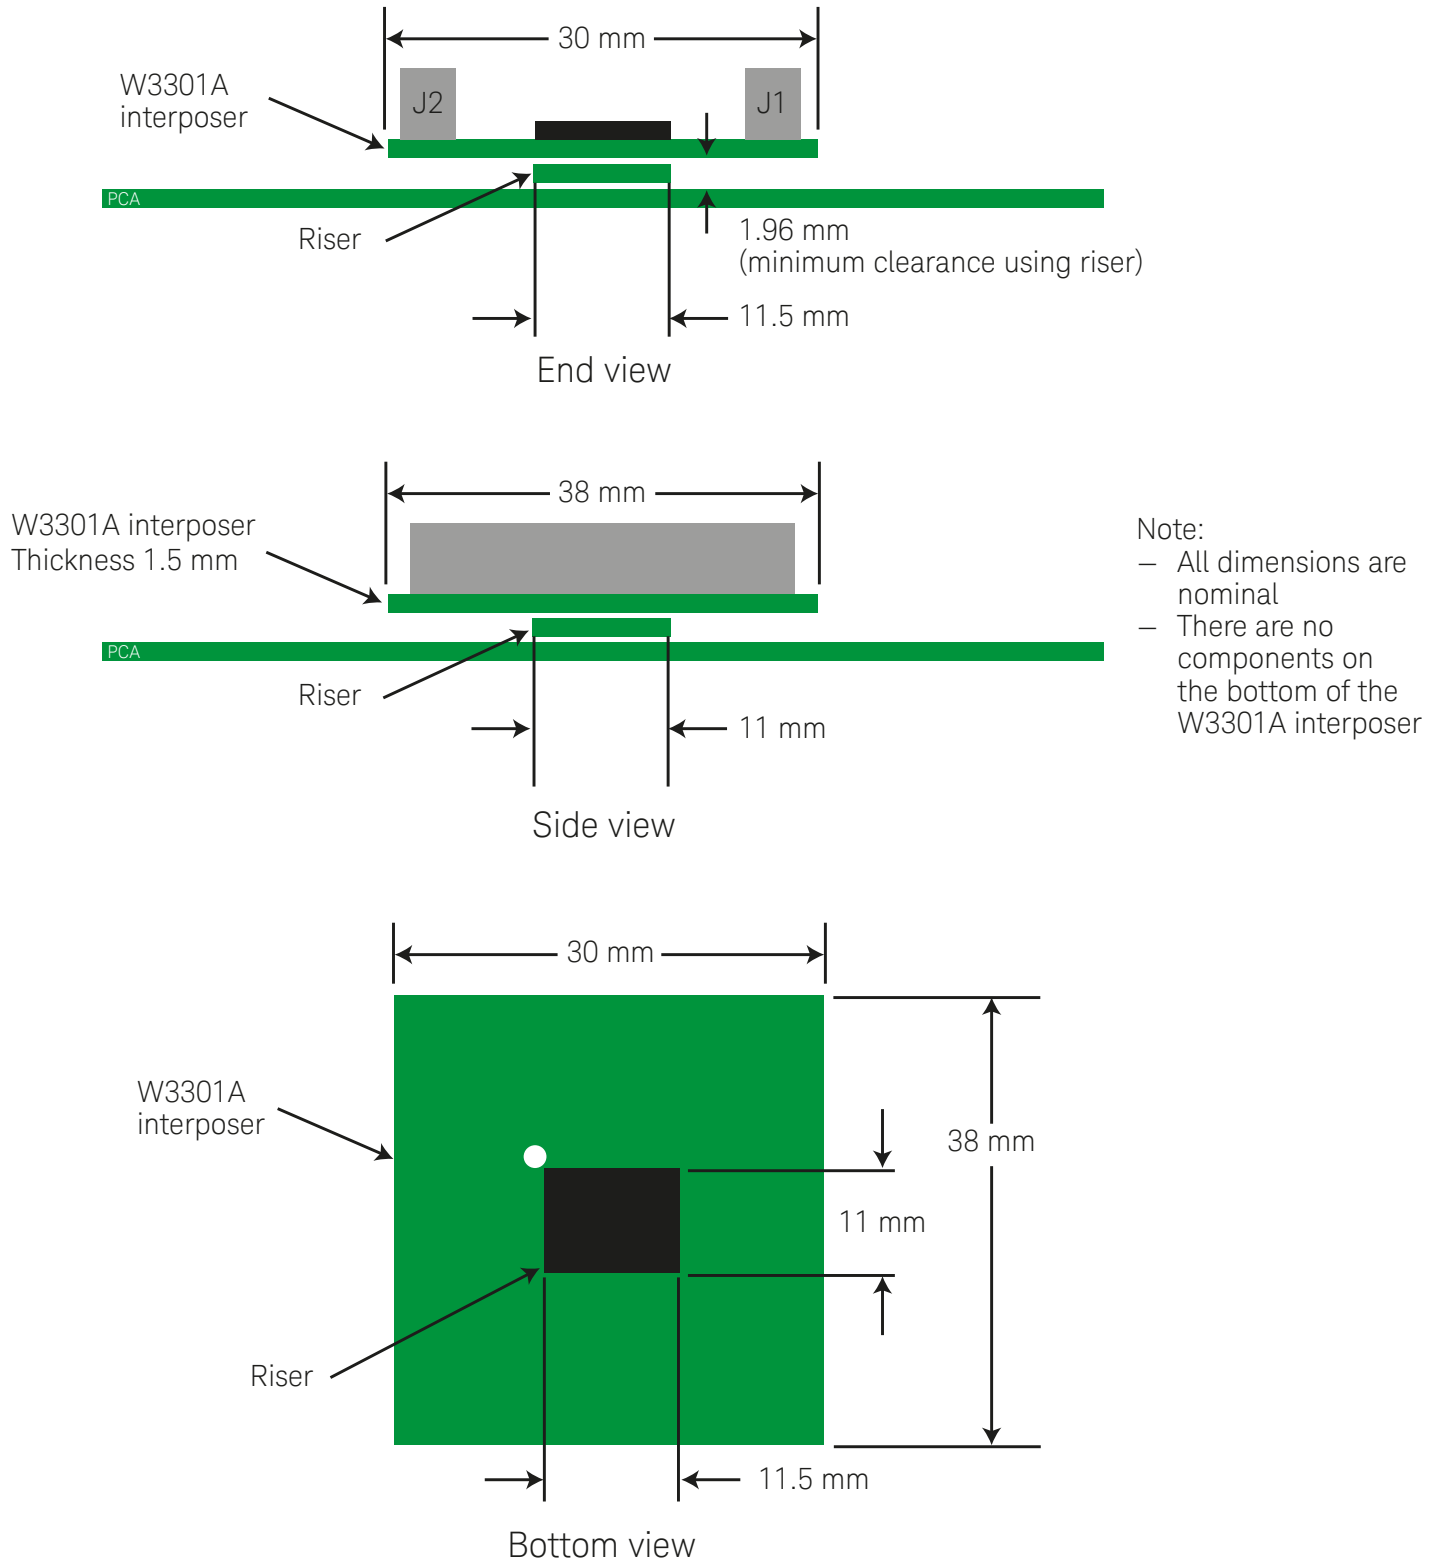 30 mm
W3301A
interposer
J2
J1
PCA
Riser
1.96 mm
(minimum clearance using riser)
11.5 mm
End view
38 mm
W3301A interposer
Thickness 1.5 mm
PCA
Riser
11 mm
Side view
Note:
– All dimensions are
nominal
– There are no
components on
the bottom of the
W3301A interposer
30 mm
W3301A
interposer
38 mm
11 mm
Riser
11.5 mm
Bottom view